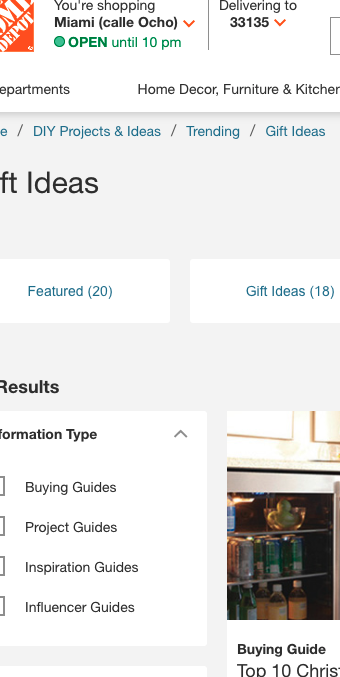 You're shopping
Delivering to
Miami (calle Ocho)
33135
OPEN until 10 pm
epartments
Home Decor, Furniture & Kitchen
e / DIY Projects & Ideas / Trending / Gift Ideas
ft Ideas
Featured (20)
Gift Ideas (18)
Results
formation Type
Buying Guides
Project Guides
Inspiration Guides
Influencer Guides
Buying Guide
Top 10 Christ